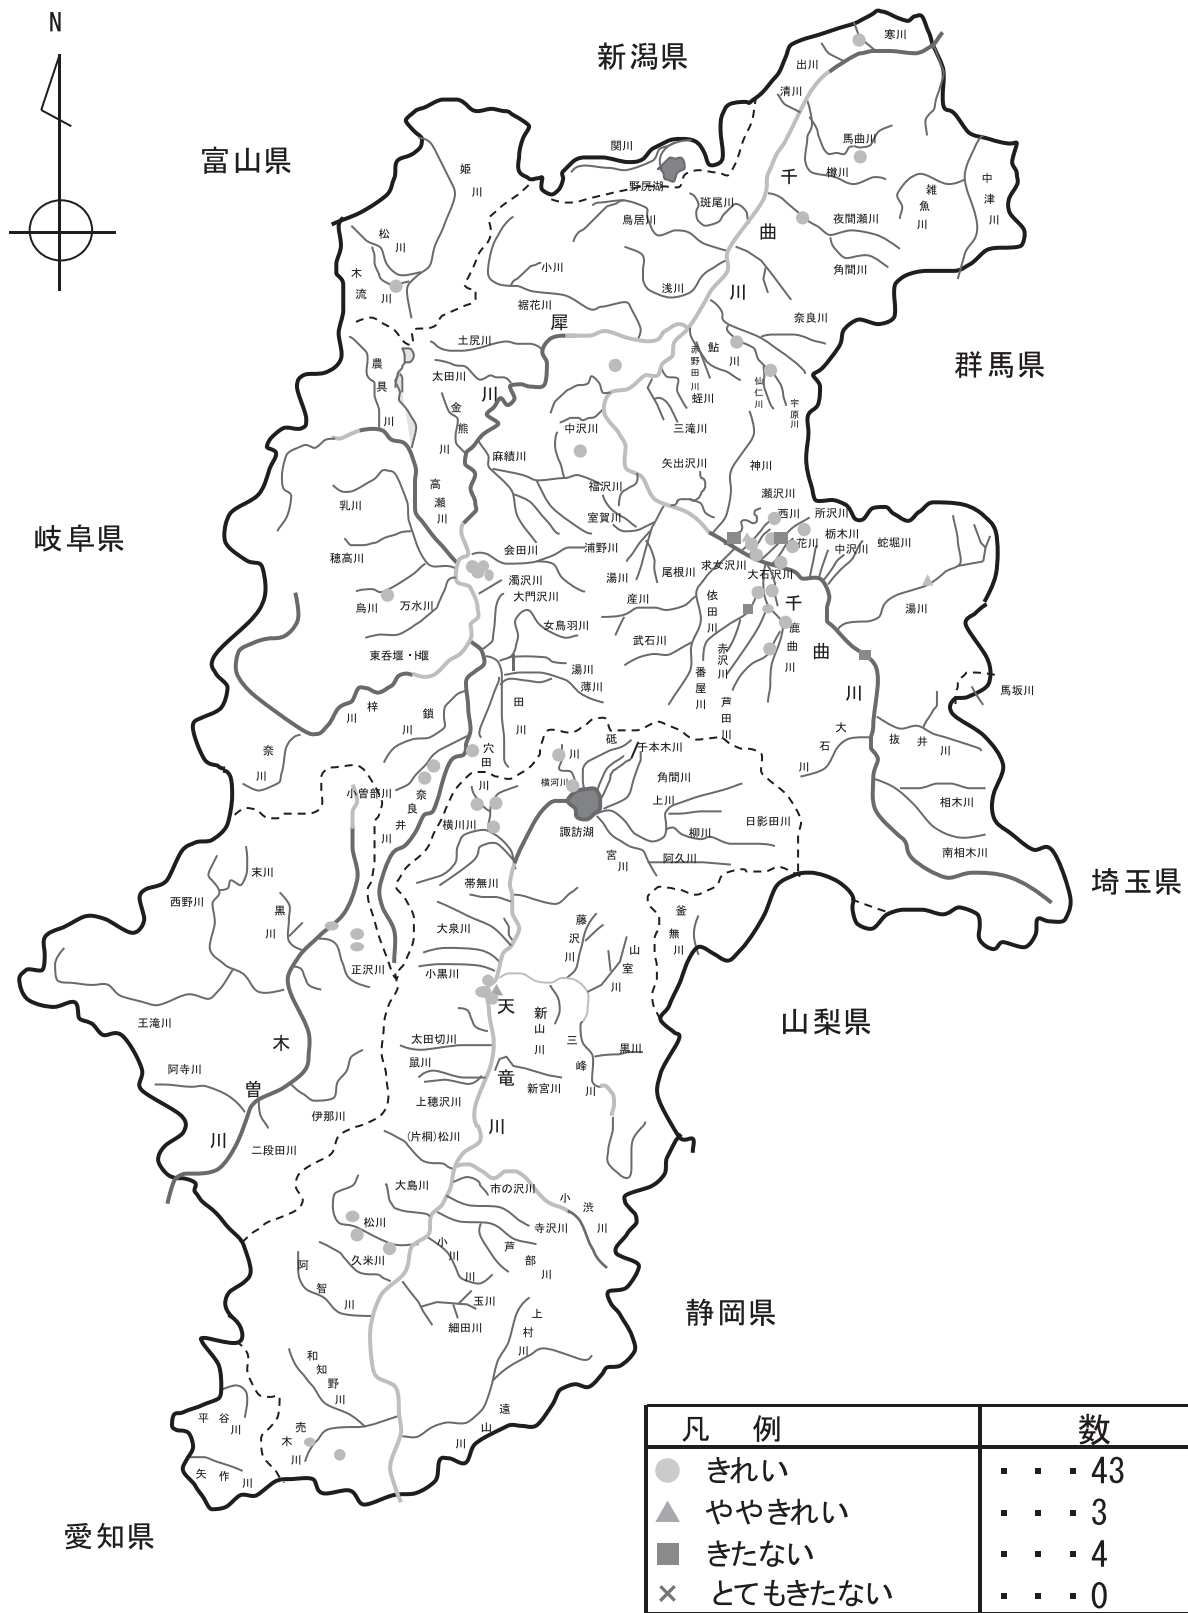 N
新潟県
富山県
岐阜県
群馬県
埼玉県
山梨県
静岡県
愛知県
寒川
出川
清川
馬曲川
樽川
千曲川
雑魚川
中津川
夜間瀬川
角間川
関川
野尻湖
斑尾川
鳥居川
姫川
松川
木流川
小川
浅川
裾花川
奈良川
犀川
土尻川
太田川
農具川
金熊川
赤野田川
鮎川
仙仁川
宇原川
蛭川
三滝川
中沢川
麻績川
矢出沢川
神川
高瀬川
乳川
福沢川
室賀川
瀬沢川
西川
所沢川
栃木川
花川
中沢川
蛇堀川
穂高川
会田川
浦野川
湯川
尾根川
求女沢川
大石沢川
濁沢川
大門沢川
烏川
万水川
産川
依田川
千曲川
湯川
女鳥羽川
武石川
鹿曲川
赤沢川
番屋川
芦田川
東呑堰・ト堰
湯川
薄川
田川
馬坂川
梓川
鎖川
奈川
穴田川
砥川
千本木川
大石川
抜井川
小曽部川
奈良井川
横河川
角間川
上川
日影田川
相木川
横川川
諏訪湖
柳川
南相木川
宮川
阿久川
帯無川
末川
西野川
黒川
大泉川
藤沢川
釜無川
山室川
正沢川
小黒川
王滝川
天竜川
新山川
三峰川
黒川
太田切川
鼠川
木曽川
阿寺川
新宮川
上穂沢川
伊那川
(片桐)松川
二段田川
大島川
市の沢川
小渋川
松川
寺沢川
久米川
小川川
芦部川
阿智川
玉川
細田川
上村川
和知野川
遠山川
平谷川
売木川
矢作川
凡 例 数
きれい ・・・43
ややきれい ・・・3
きたない ・・・4
× とてもきたない ・・・0